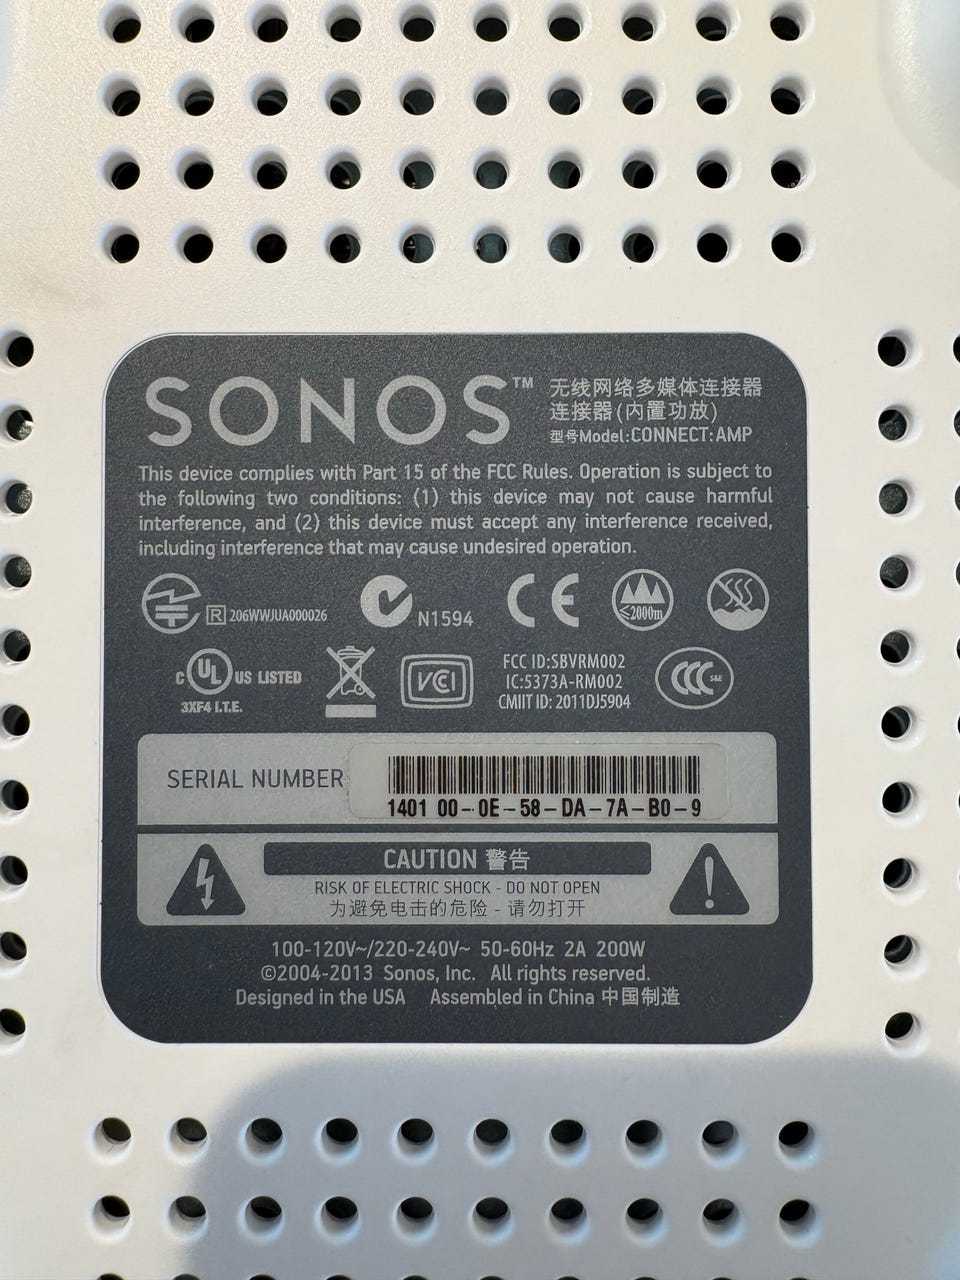 SONOS™
无线网络多媒体连接器
连接器(内置功放)
型号Model:CONNECT:AMP
This device complies with Part 15 of the FCC Rules. Operation is subject to
the following two conditions: (1) this device may not cause harmful
interference, and (2) this device must accept any interference received,
including interference that may cause undesired operation.
R 206WWJUA000026
N1594
CE
≤2000m
C UL US LISTED
3XF4 I.T.E.
VCI
FCC ID:SBVRM002
IC:5373A-RM002
CMIIT ID: 2011DJ5904
CCC S&E
SERIAL NUMBER
1401 00-0E-58-DA-7A-B0-9
CAUTION 警告
RISK OF ELECTRIC SHOCK - DO NOT OPEN
为避免电击的危险 - 请勿打开
100-120V~/220-240V~ 50-60Hz 2A 200W
©2004-2013 Sonos, Inc. All rights reserved.
Designed in the USA Assembled in China 中国制造